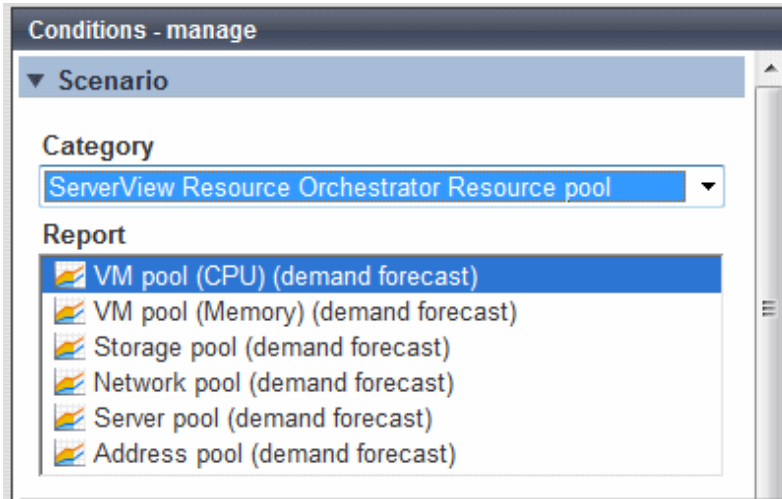 Conditions - manage
Scenario
Category
ServerView Resource Orchestrator Resource pool
Report
VM pool (CPU) (demand forecast)
VM pool (Memory) (demand forecast)
Storage pool (demand forecast)
Network pool (demand forecast)
Server pool (demand forecast)
Address pool (demand forecast)